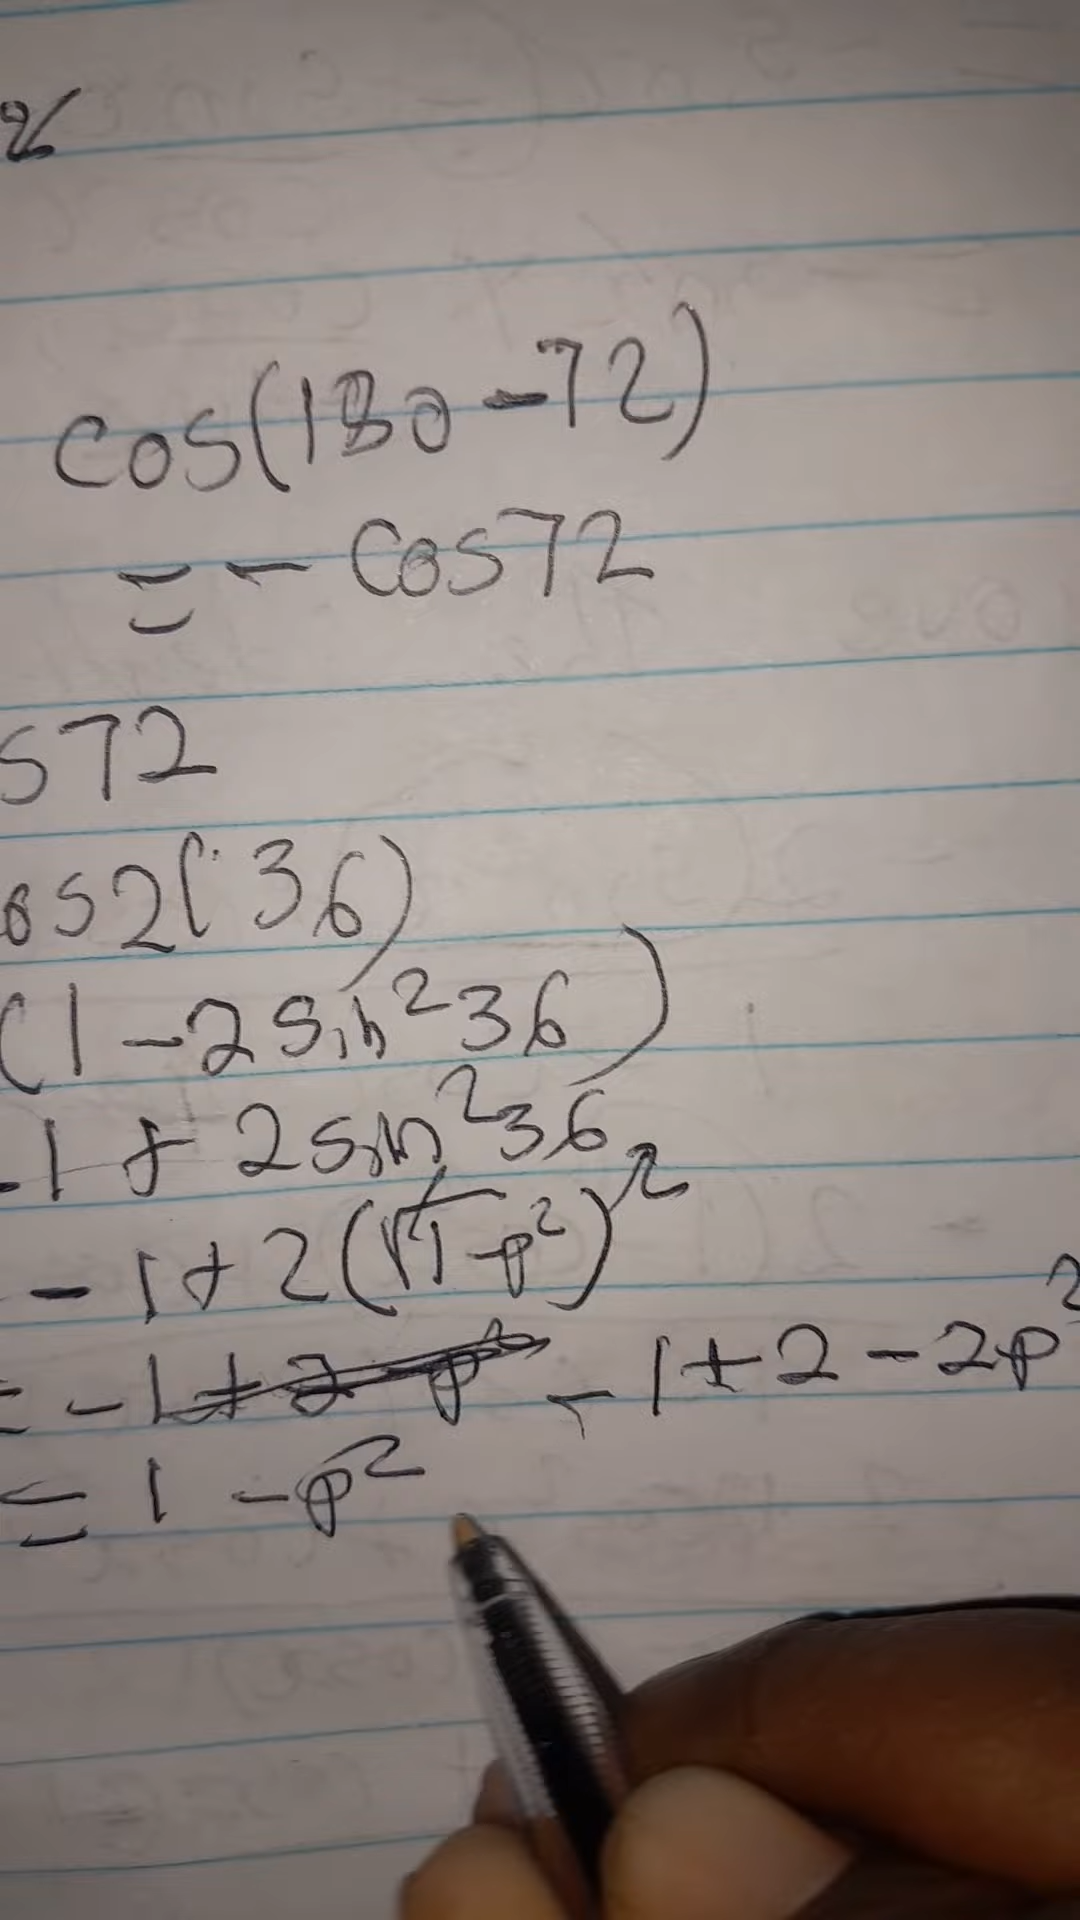 cos(180-72)
= - cos72
s72
os2(36)
(1-2sin²36)
-1+2sin²36
-1+2(√1-p²)²
= -1+2-p² -1+2-2p²
= 1-p²